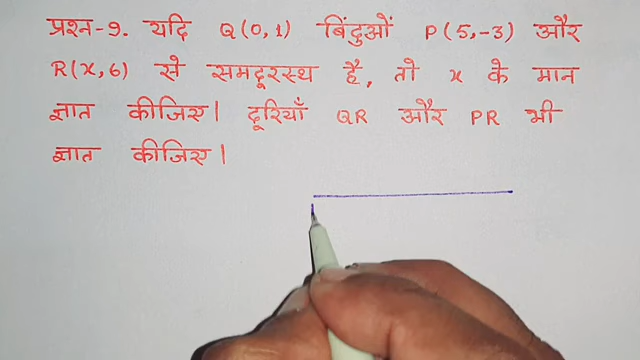 प्रश्न-9. यदि Q(0,1) बिंदुओं P(5,-3) और
R(x,6) से समदूरस्थ है, तो x के मान
ज्ञात कीजिए। दूरियाँ QR और PR भी
ज्ञात कीजिए।